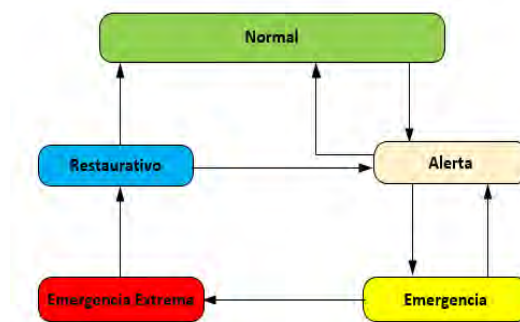 Normal
Restaurativo
Alerta
Emergencia Extrema
Emergencia